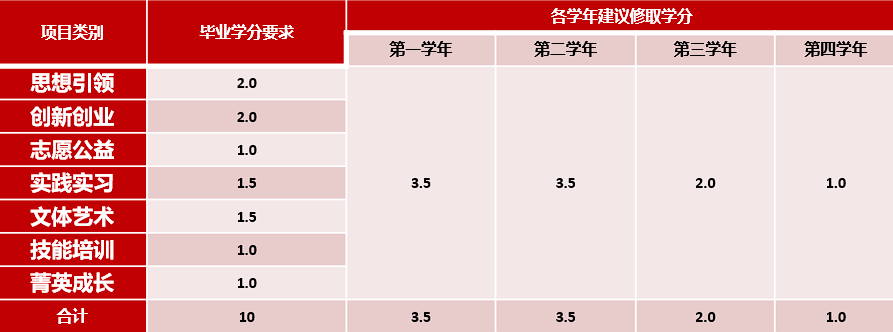 项目类别 毕业学分要求 各学年建议修取学分
第一学年 第二学年 第三学年 第四学年
思想引领 2.0
创新创业 2.0
志愿公益 1.0
实践实习 1.5 3.5 3.5 2.0 1.0
文体艺术 1.5
技能培训 1.0
菁英成长 1.0
合计 10 3.5 3.5 2.0 1.0